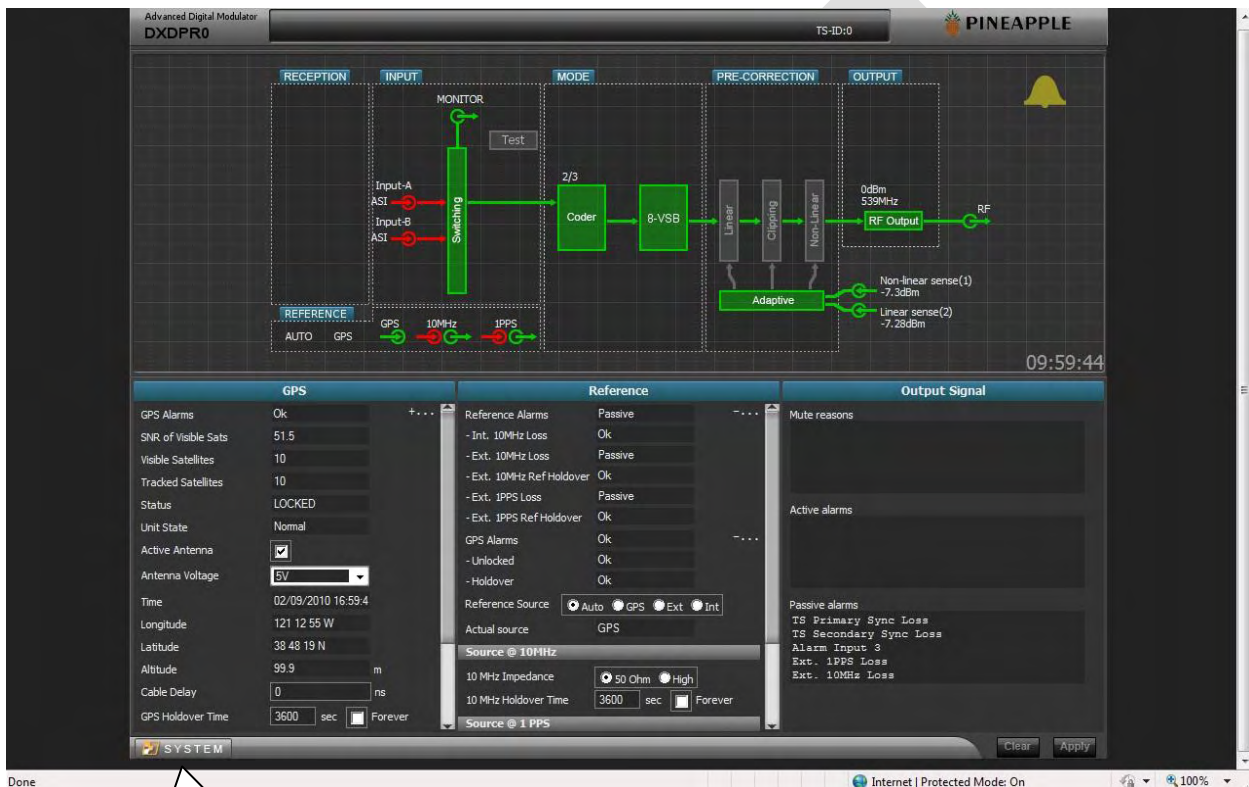 Advanced Digital Modulator
DXDPR0
TS-ID:0
PINEAPPLE
RECEPTION
INPUT
MODE
PRE-CORRECTION
OUTPUT
MONITOR
Test
2/3
Input-A
ASI
Input-B
ASI
Switching
Coder
8-VSB
Linear
Clipping
Non-Linear
0dBm
539MHz
RF Output
RF
Adaptive
Non-linear sense(1)
-7.3dBm
Linear sense(2)
-7.28dBm
REFERENCE
AUTO GPS
GPS 10MHz 1PPS
09:59:44
GPS
GPS Alarms Ok +...
SNR of Visible Sats 51.5
Visible Satellites 10
Tracked Satellites 10
Status LOCKED
Unit State Normal
Active Antenna
Antenna Voltage 5V
Time 02/09/2010 16:59:4
Longitude 121 12 55 W
Latitude 38 48 19 N
Altitude 99.9 m
Cable Delay 0 ns
GPS Holdover Time 3600 sec Forever
Reference
Reference Alarms Passive -...
- Int. 10MHz Loss Ok
- Ext. 10MHz Loss Passive
- Ext. 10MHz Ref Holdover Ok
- Ext. 1PPS Loss Passive
- Ext. 1PPS Ref Holdover Ok
GPS Alarms Ok -...
- Unlocked Ok
- Holdover Ok
Reference Source Auto GPS Ext Int
Actual source GPS
Source @ 10MHz
10 MHz Impedance 50 Ohm High
10 MHz Holdover Time 3600 sec Forever
Source @ 1 PPS
Output Signal
Mute reasons
Active alarms
Passive alarms
TS Primary Sync Loss
TS Secondary Sync Loss
Alarm Input 3
Ext. 1PPS Loss
Ext. 10MHz Loss
SYSTEM
Clear Apply
Done
Internet | Protected Mode: On
100%